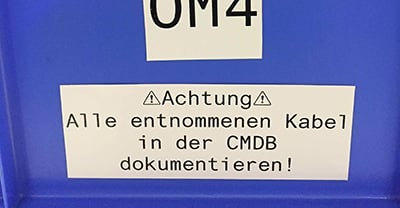 OM4
⚠Achtung⚠
Alle entnommenen Kabel
in der CMDB
dokumentieren!